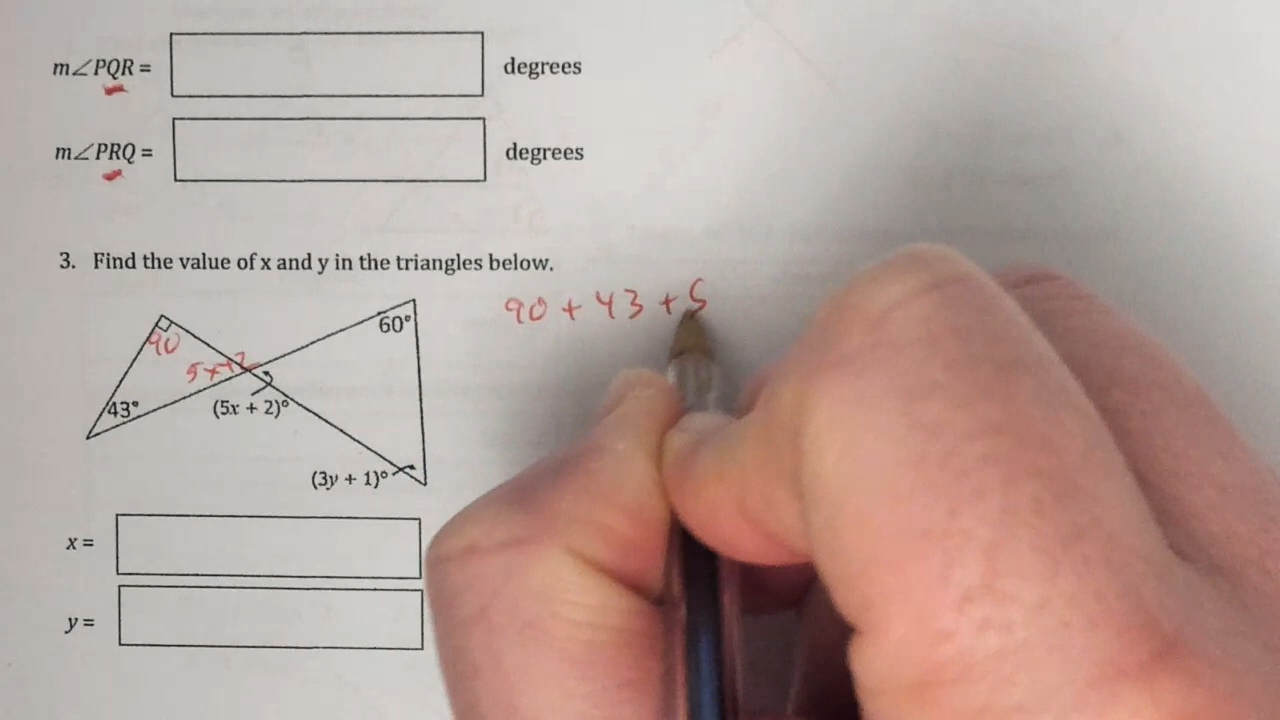 m∠PQR = degrees
m∠PRQ = degrees
3. Find the value of x and y in the triangles below.
90 + 43 + 5
60°
90
5x+2
43°
(5x + 2)°
(3y + 1)°
x =
y =